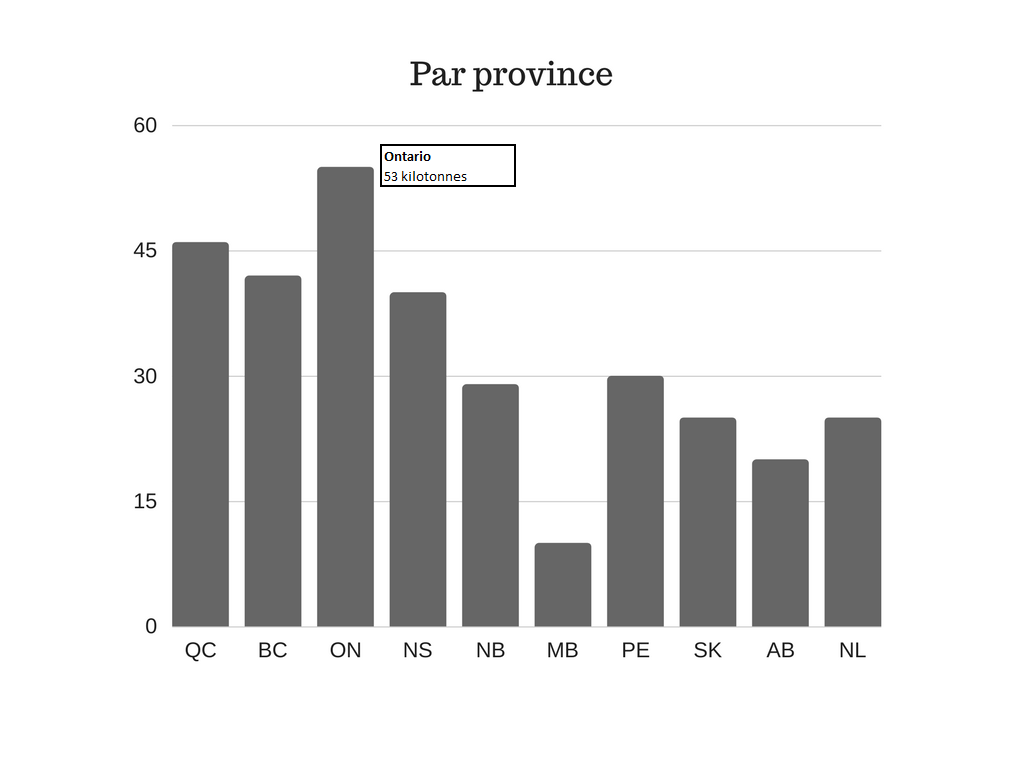 Par province
60
Ontario
53 kilotonnes
45
30
15
0
QC BC ON NS NB MB PE SK AB NL